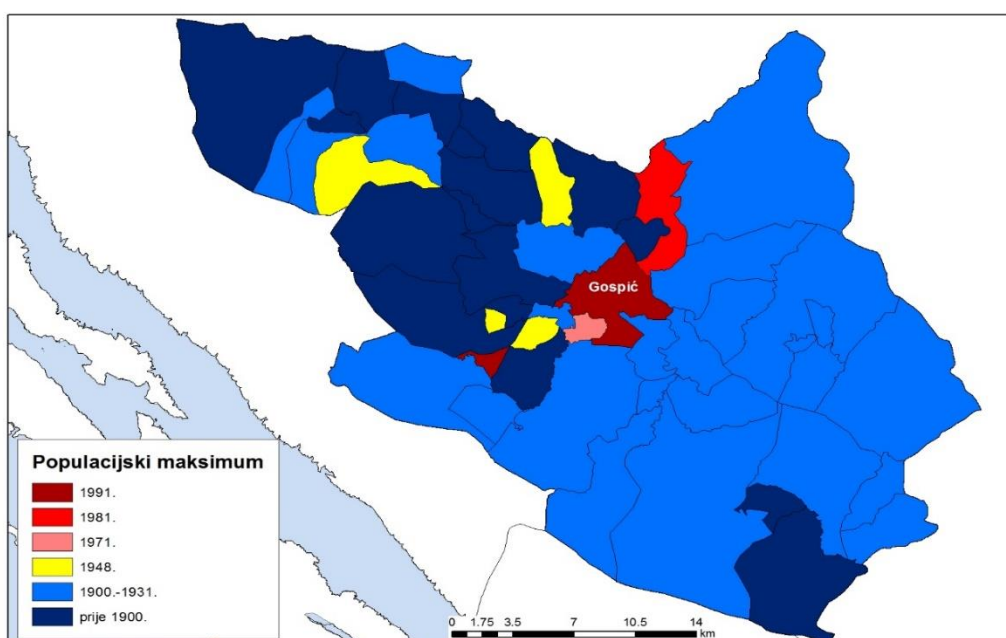 Gospić
Populacijski maksimum
1991.
1981.
1971.
1948.
1900.-1931.
prije 1900.
0 1.75 3.5 7 10.5 14
km